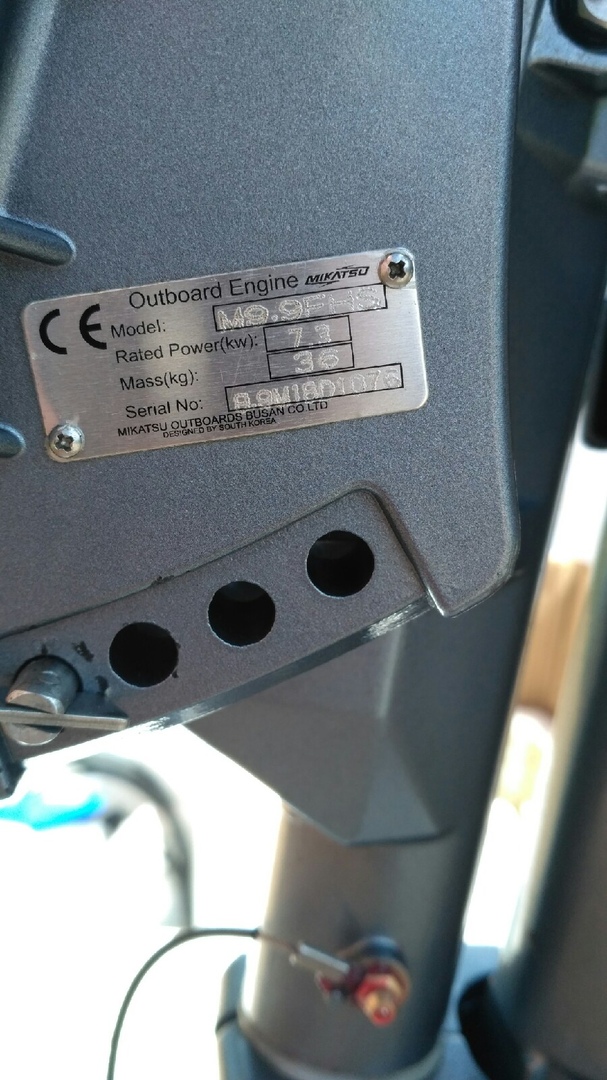 CE
Outboard Engine MIKATSU
Model: M9.9FHS
Rated Power(kw): 7.3
Mass(kg): 36
Serial No: 9.9M18D1075
MIKATSU OUTBOARDS BUSAN CO LTD
DESIGNED BY SOUTH KOREA